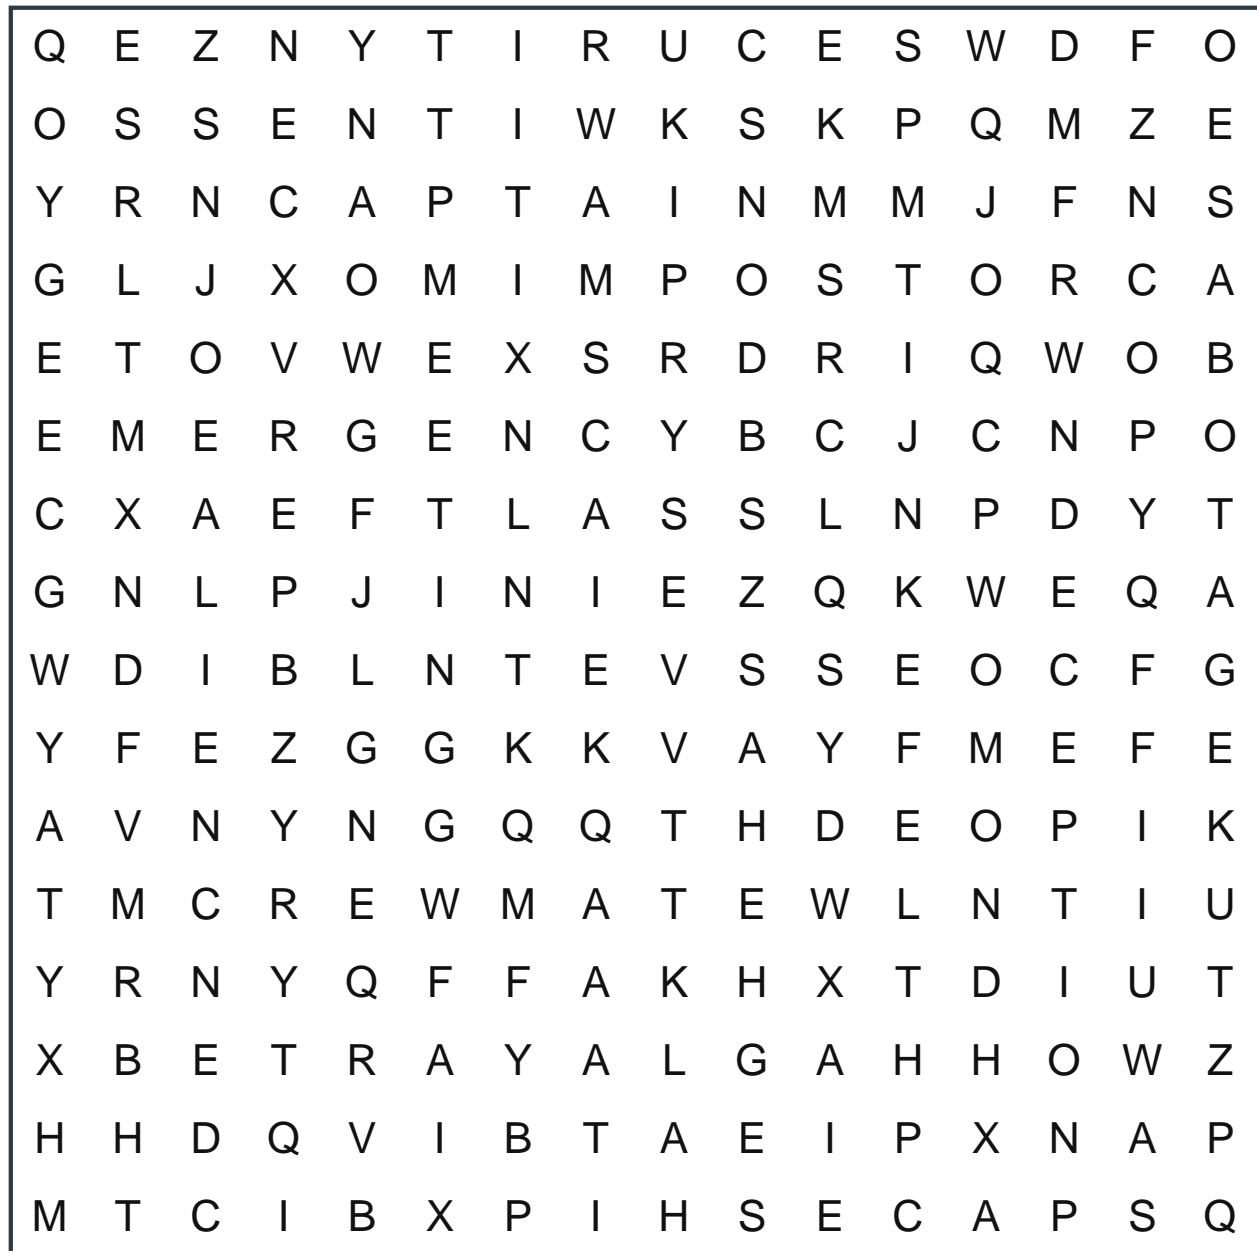 Q E Z N Y T I R U C E S W D F O
O S S E N T I W K S K P Q M Z E
Y R N C A P T A I N M M J F N S
G L J X O M I M P O S T O R C A
E T O V W E X S R D R I Q W O B
E M E R G E N C Y B C J C N P O
C X A E F T L A S S L N P D Y T
G N L P J I N I E Z Q K W E Q A
W D I B L N T E V S S E O C F G
Y F E Z G G K K V A Y F M E F E
A V N Y N G Q Q T H D E O P I K
T M C R E W M A T E W L N T I U
Y R N Y Q F F A K H X T D I U T
X B E T R A Y A L G A H H O W Z
H H D Q V I B T A E I P X N A P
M T C I B X P I H S E C A P S Q